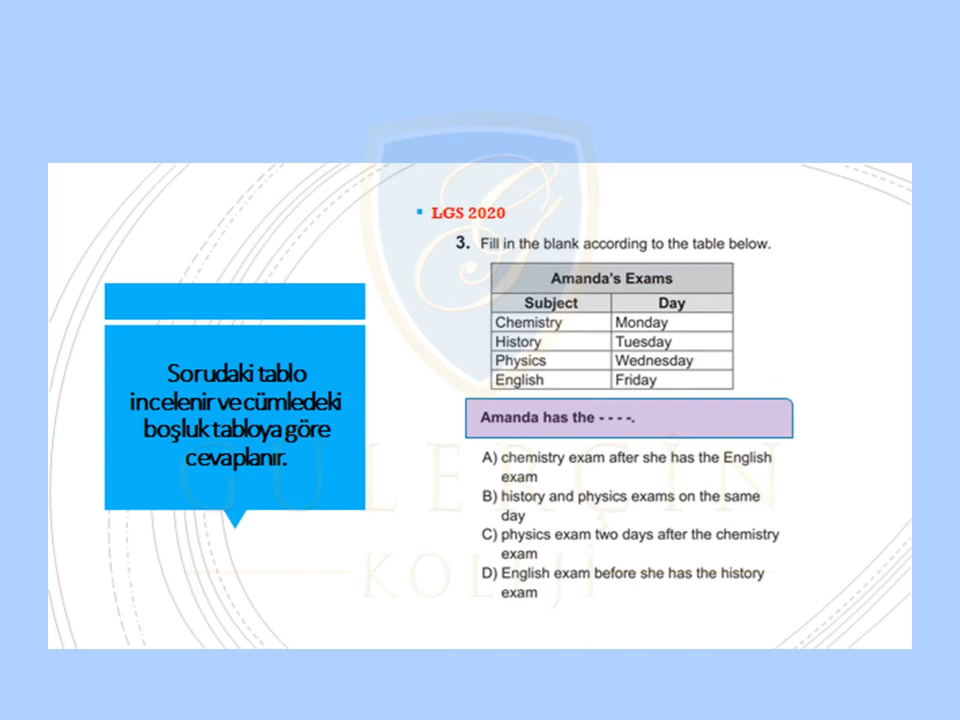 LGS 2020
3. Fill in the blank according to the table below.
Amanda's Exams
Subject Day
Chemistry Monday
History Tuesday
Physics Wednesday
English Friday
Amanda has the - - - -.
A) chemistry exam after she has the English
exam
B) history and physics exams on the same
day
C) physics exam two days after the chemistry
exam
D) English exam before she has the history
exam
Sorudaki tablo
incelenir ve cümledeki
boşluk tabloya göre
cevaplanır.
GÜLERÇİN
KOLEJİ